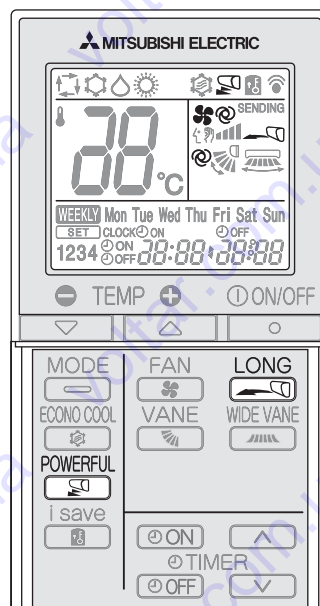 MITSUBISHI ELECTRIC
SENDING
88°C
WEEKLY Mon Tue Wed Thu Fri Sat Sun
SET CLOCK ON OFF
1234 ON OFF 88:88 88:88
TEMP ON/OFF
MODE FAN LONG
ECONO COOL VANE WIDE VANE
POWERFUL
i save
ON
TIMER
OFF